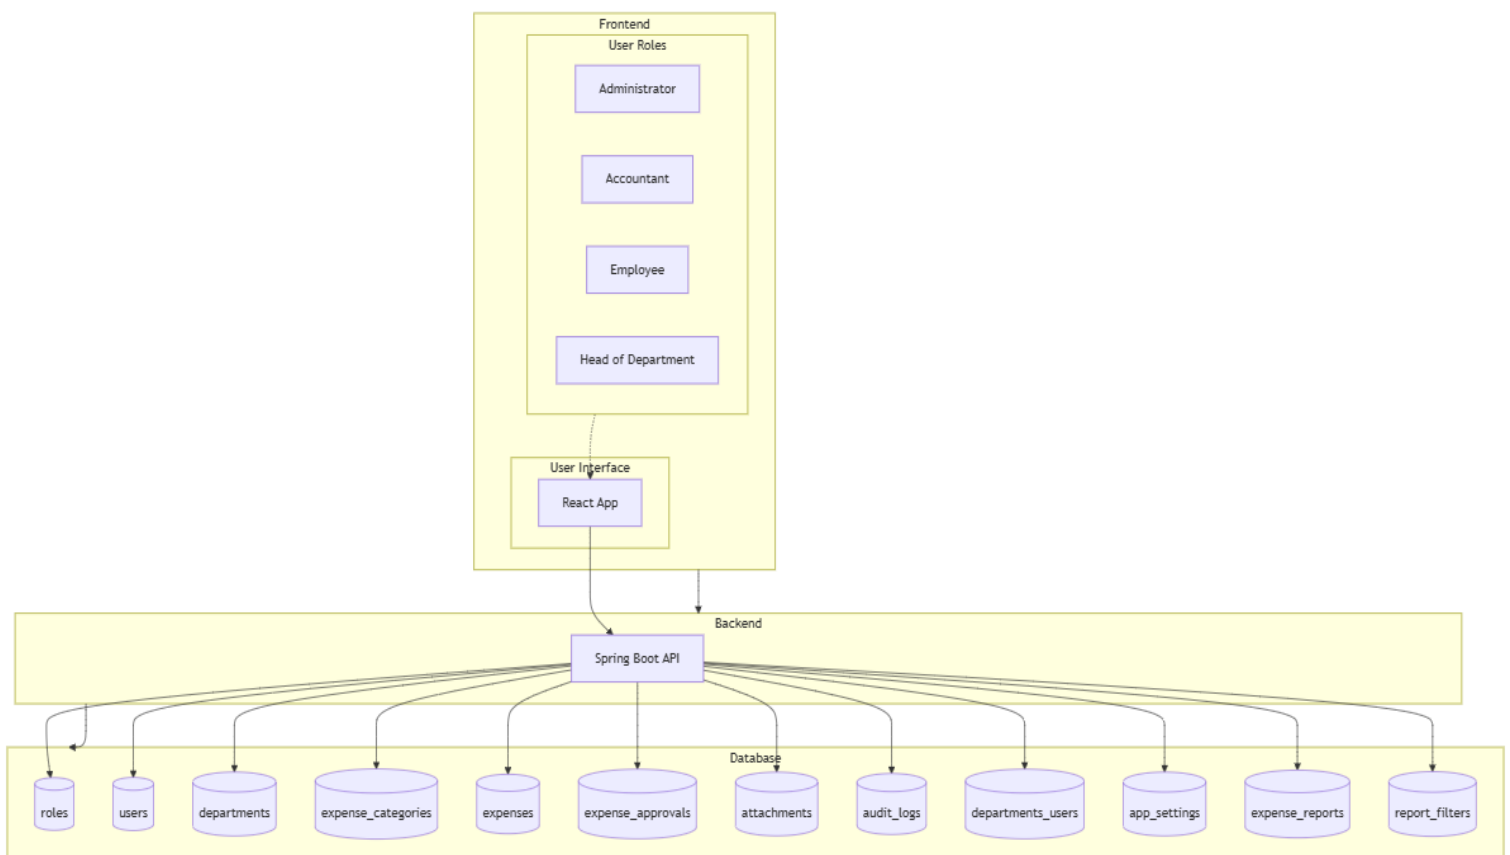 Frontend
User Roles
Administrator
Accountant
Employee
Head of Department
User Interface
React App
Backend
Spring Boot API
Database
roles
users
departments
expense_categories
expenses
expense_approvals
attachments
audit_logs
departments_users
app_settings
expense_reports
report_filters